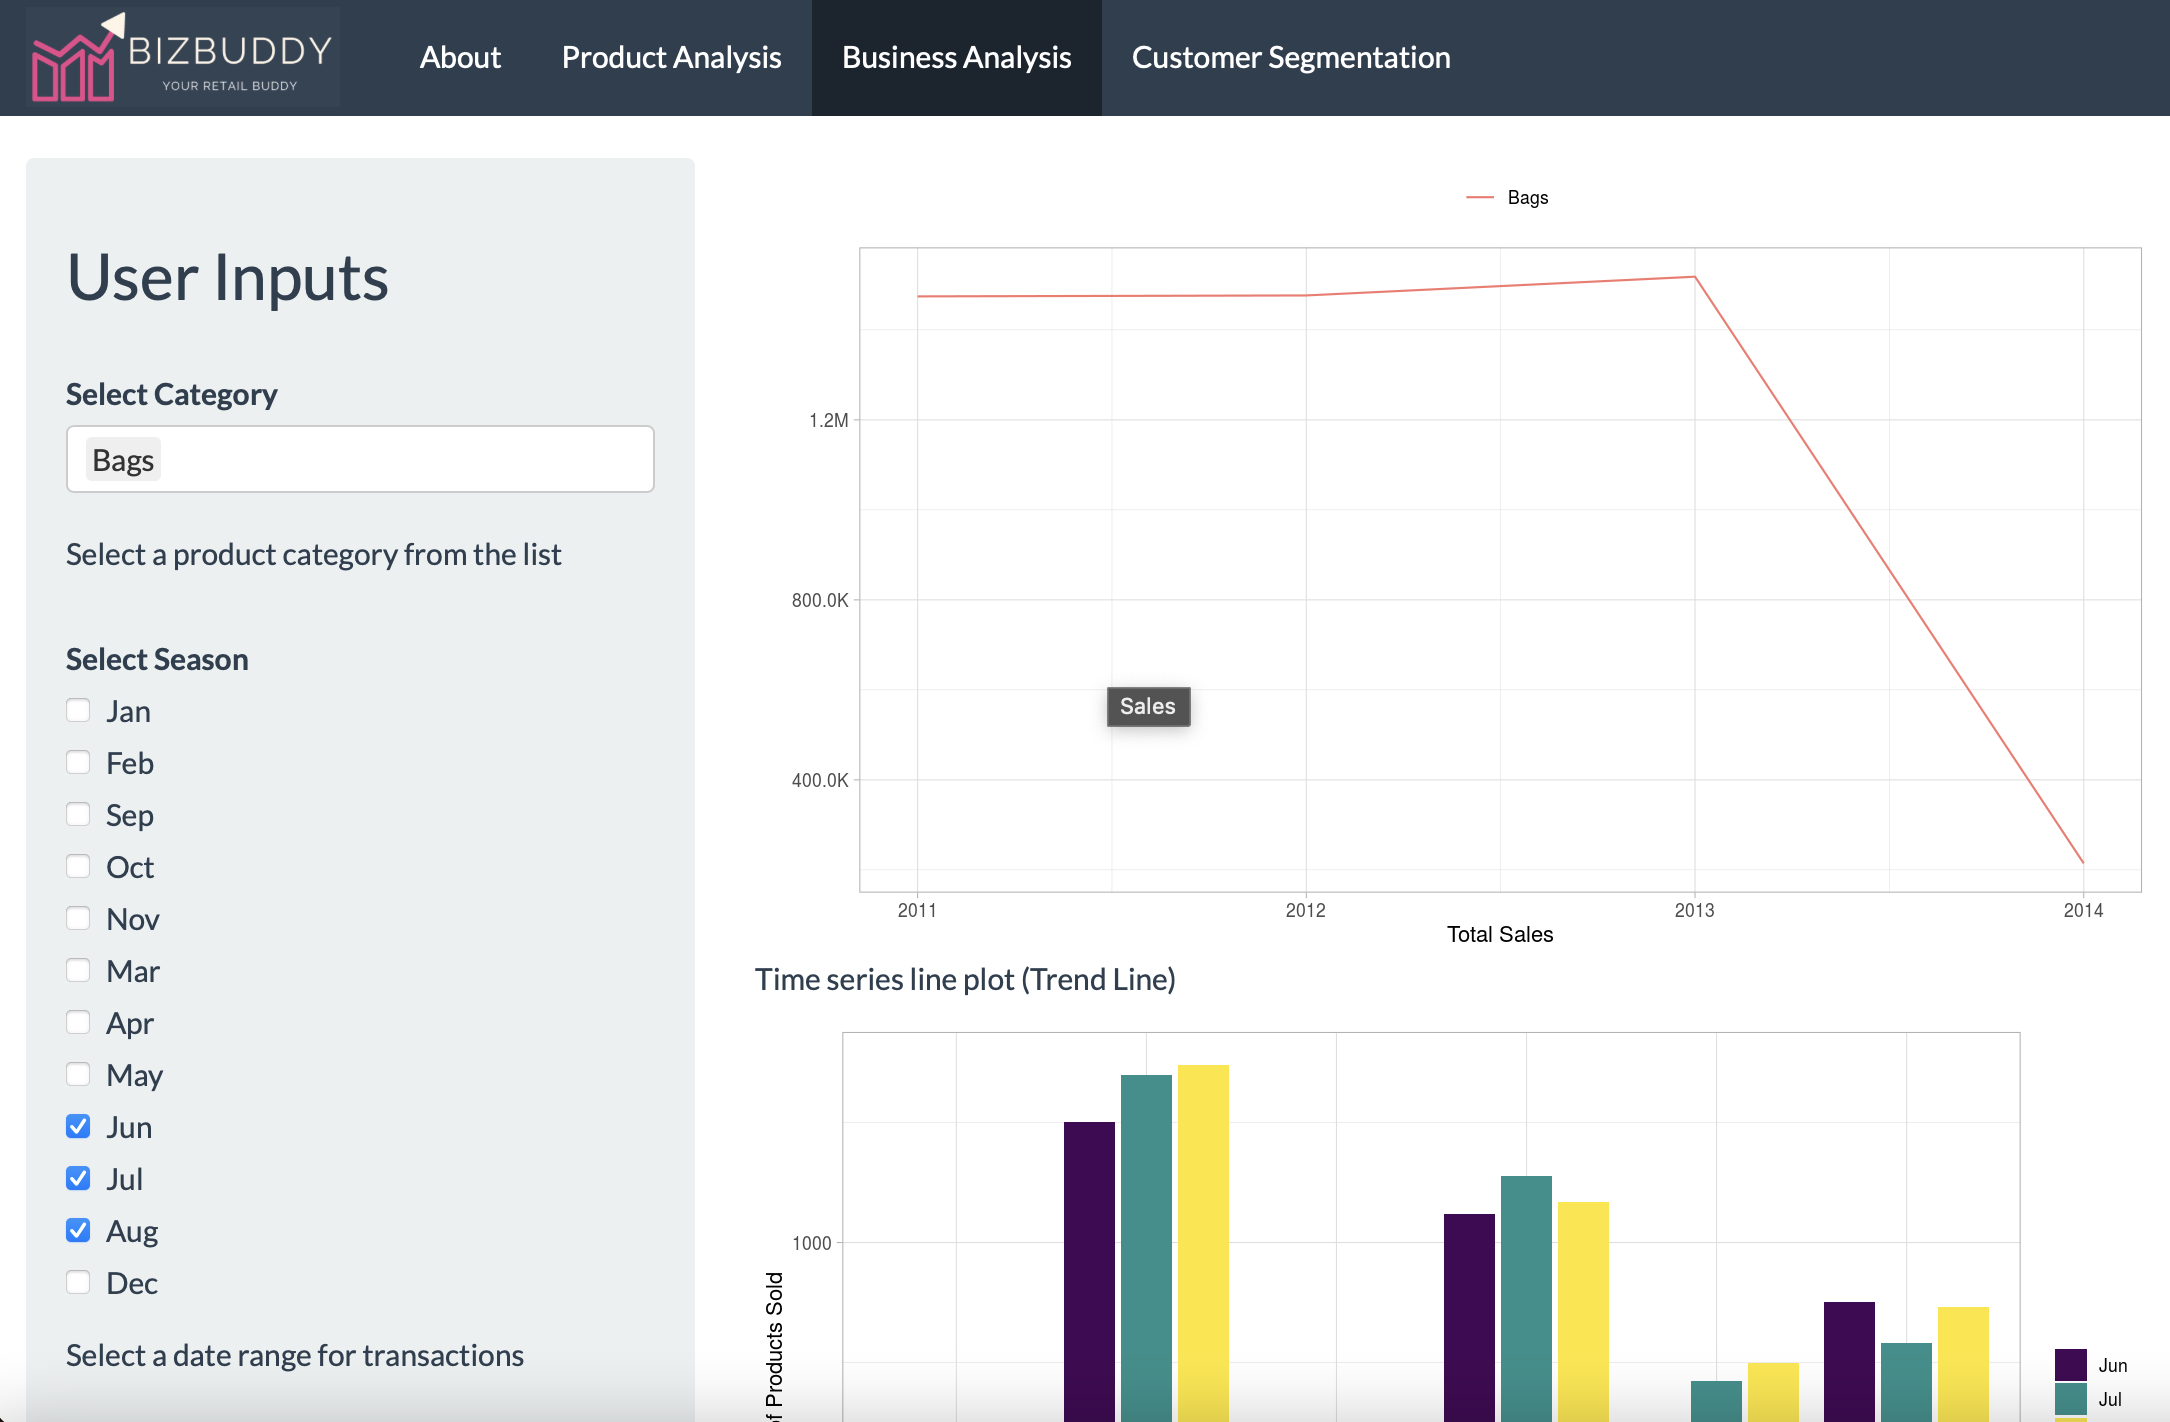 BIZBUDDY
YOUR RETAIL BUDDY
About
Product Analysis
Business Analysis
Customer Segmentation
User Inputs
Select Category
Bags
Select a product category from the list
Select Season
Jan
Feb
Sep
Oct
Nov
Mar
Apr
May
Jun
Jul
Aug
Dec
Select a date range for transactions
Bags
1.2M
800.0K
400.0K
Sales
2011 2012 2013 2014
Total Sales
Time series line plot (Trend Line)
1000
of Products Sold
Jun
Jul